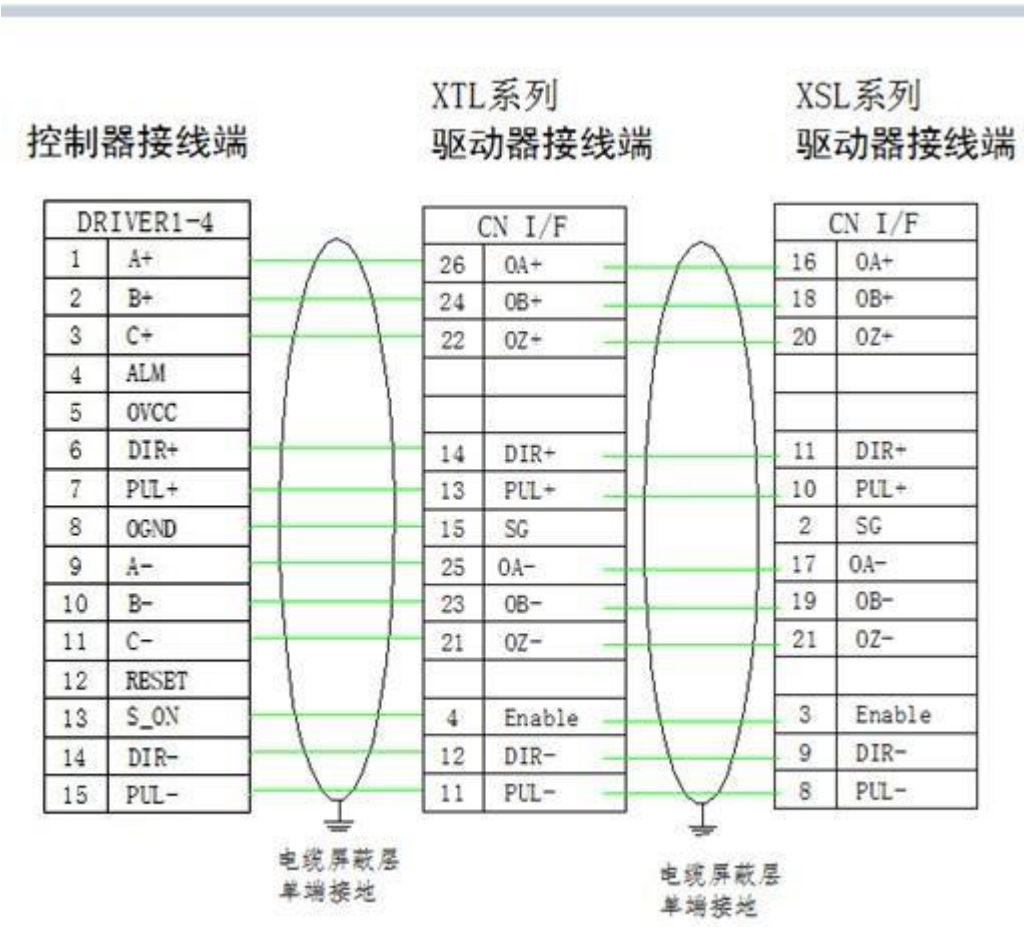 XTL系列
XSL系列
控制器接线端
驱动器接线端
驱动器接线端
DRIVER1-4
CN I/F
CN I/F
1 A+ 26 OA+ 16 OA+
2 B+ 24 OB+ 18 OB+
3 C+ 22 OZ+ 20 OZ+
4 ALM
5 OVCC
6 DIR+ 14 DIR+ 11 DIR+
7 PUL+ 13 PUL+ 10 PUL+
8 OGND 15 SG 2 SG
9 A- 25 OA- 17 OA-
10 B- 23 OB- 19 OB-
11 C- 21 OZ- 21 OZ-
12 RESET
13 S_ON 4 Enable 3 Enable
14 DIR- 12 DIR- 9 DIR-
15 PUL- 11 PUL- 8 PUL-
电缆屏蔽层
单端接地
电缆屏蔽层
单端接地